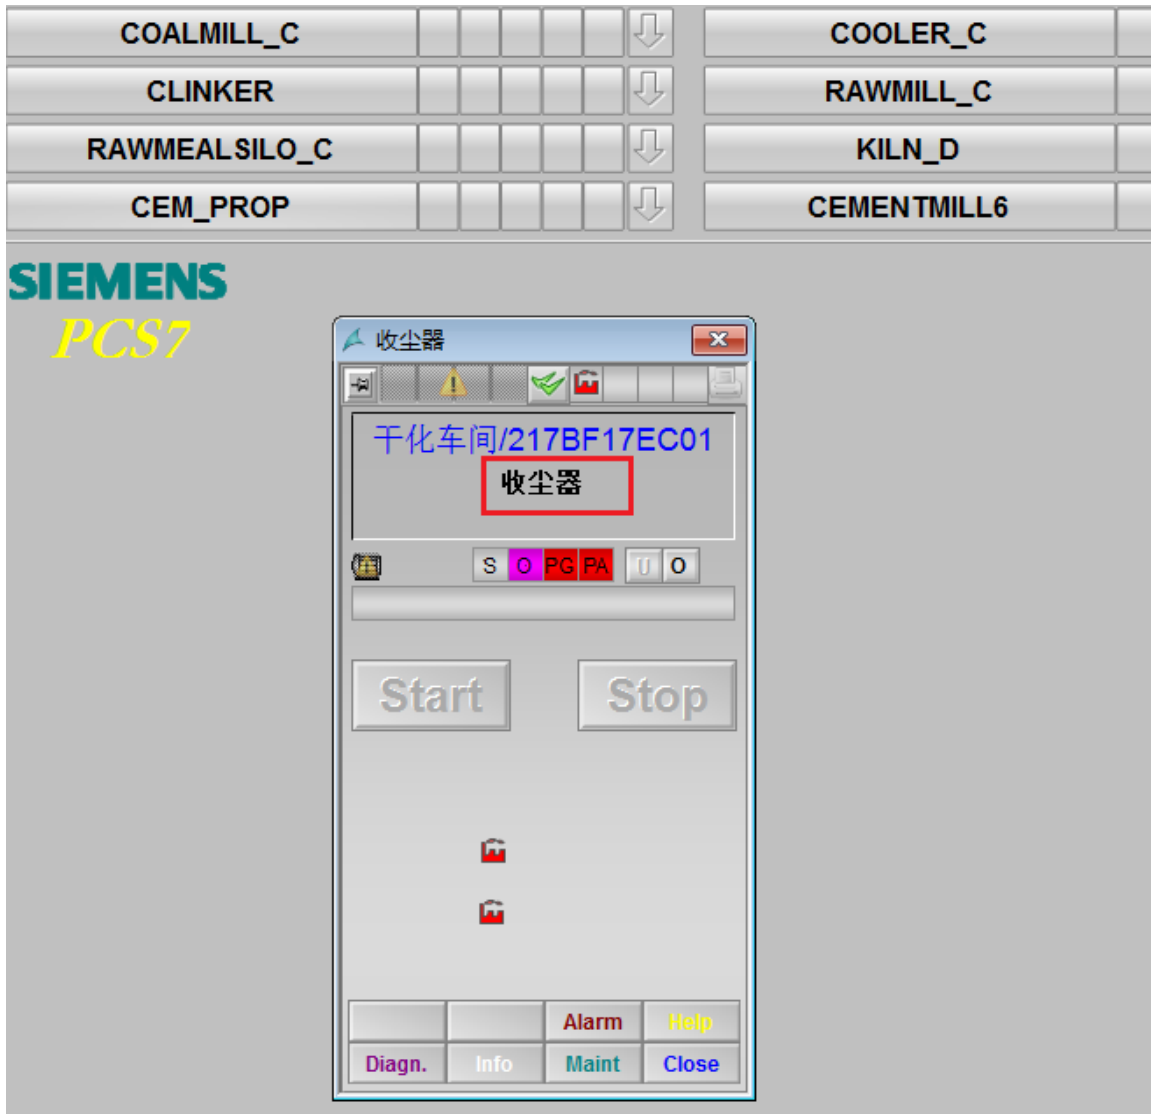 COALMILL_C
COOLER_C
CLINKER
RAWMILL_C
RAWMEALSILO_C
KILN_D
CEM_PROP
CEMENTMILL6
SIEMENS
PCS7
收尘器
干化车间/217BF17EC01
收尘器
S O PG PA U O
Start Stop
Alarm Help
Diagn. Info Maint Close